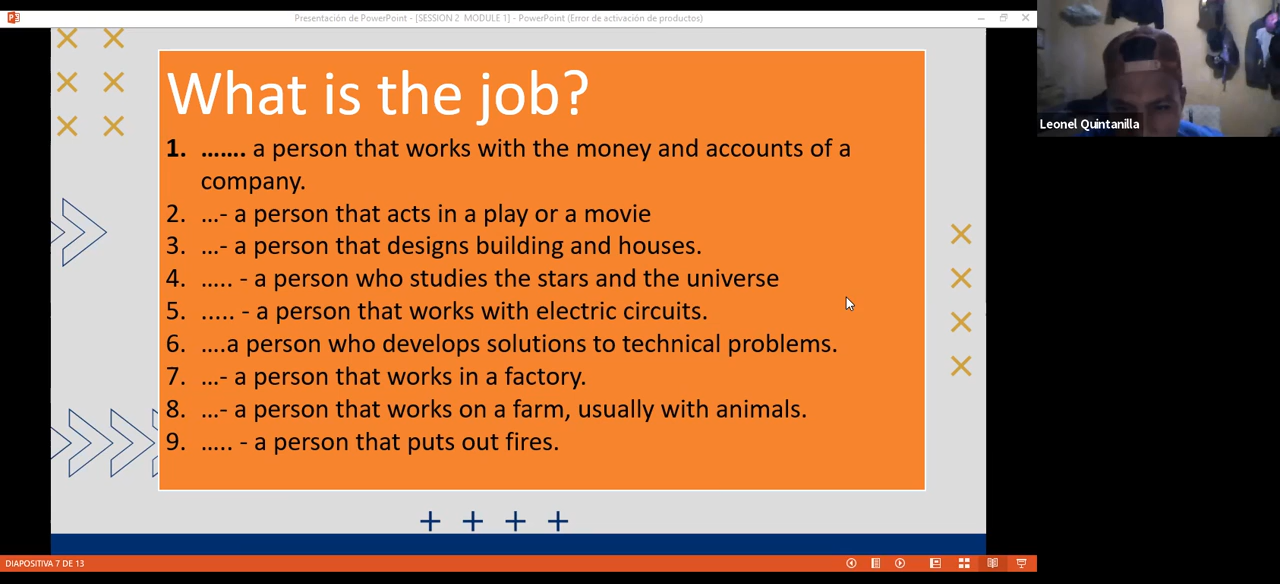 Presentación de PowerPoint - [SESSION 2  MODULE 1] - PowerPoint (Error de activación de productos)
Leonel Quintanilla
What is the job?
1. ....... a person that works with the money and accounts of a
company.
2. ...- a person that acts in a play or a movie
3. ...- a person that designs building and houses.
4. ..... - a person who studies the stars and the universe
5. ..... - a person that works with electric circuits.
6. ....a person who develops solutions to technical problems.
7. ...- a person that works in a factory.
8. ...- a person that works on a farm, usually with animals.
9. ..... - a person that puts out fires.
DIAPOSITIVA 7 DE 13